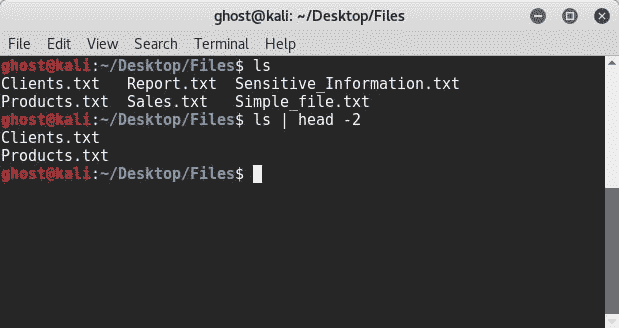 ghost@kali: ~/Desktop/Files
File Edit View Search Terminal Help
ghost@kali:~/Desktop/Files$ ls
Clients.txt Report.txt Sensitive_Information.txt
Products.txt Sales.txt Simple_file.txt
ghost@kali:~/Desktop/Files$ ls | head -2
Clients.txt
Products.txt
ghost@kali:~/Desktop/Files$